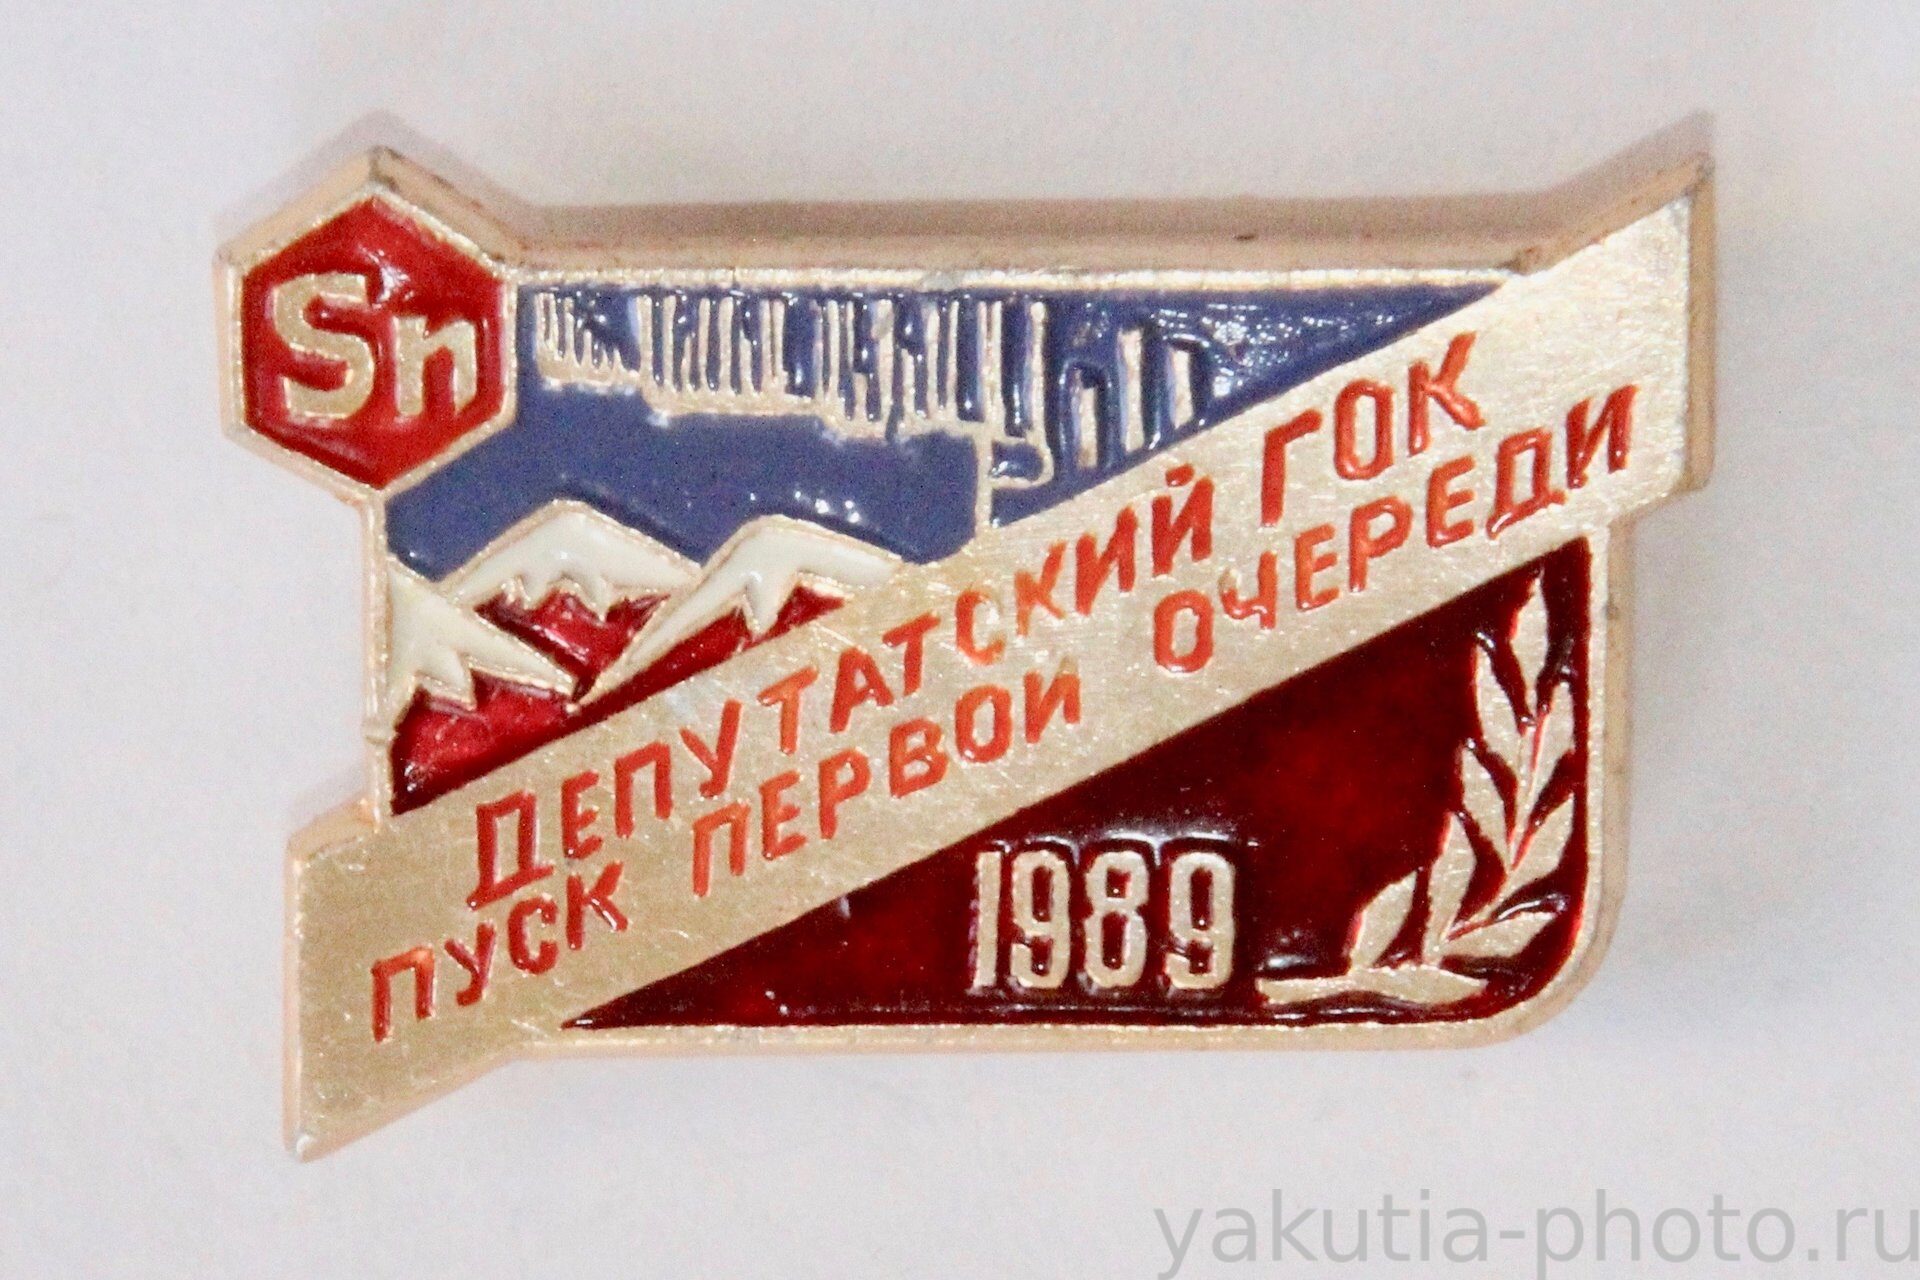 Sn
ДЕПУТАТСКИЙ ГОК
ПУСК ПЕРВОЙ ОЧЕРЕДИ
1989
yakutia-photo.ru